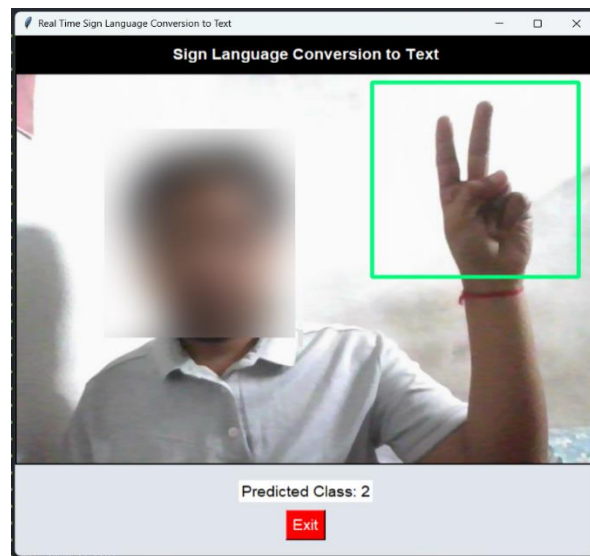 Real Time Sign Language Conversion to Text
Sign Language Conversion to Text
Predicted Class: 2
Exit